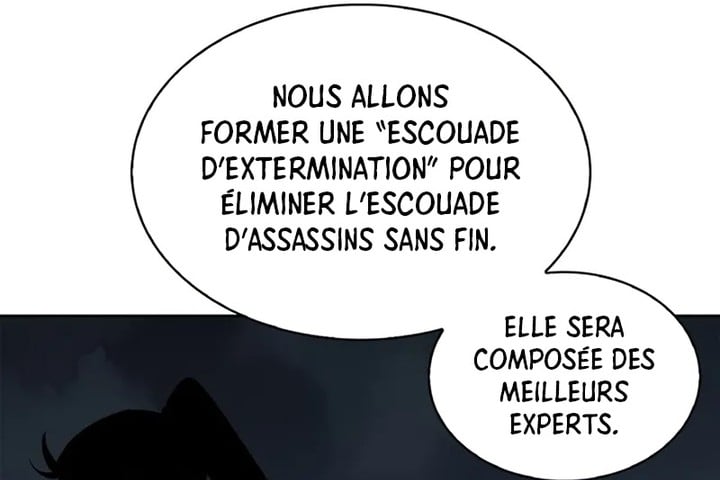 NOUS ALLONS
FORMER UNE "ESCOUADE
D'EXTERMINATION" POUR
ÉLIMINER L'ESCOUADE
D'ASSASSINS SANS FIN.
ELLE SERA
COMPOSÉE DES
MEILLEURS
EXPERTS.